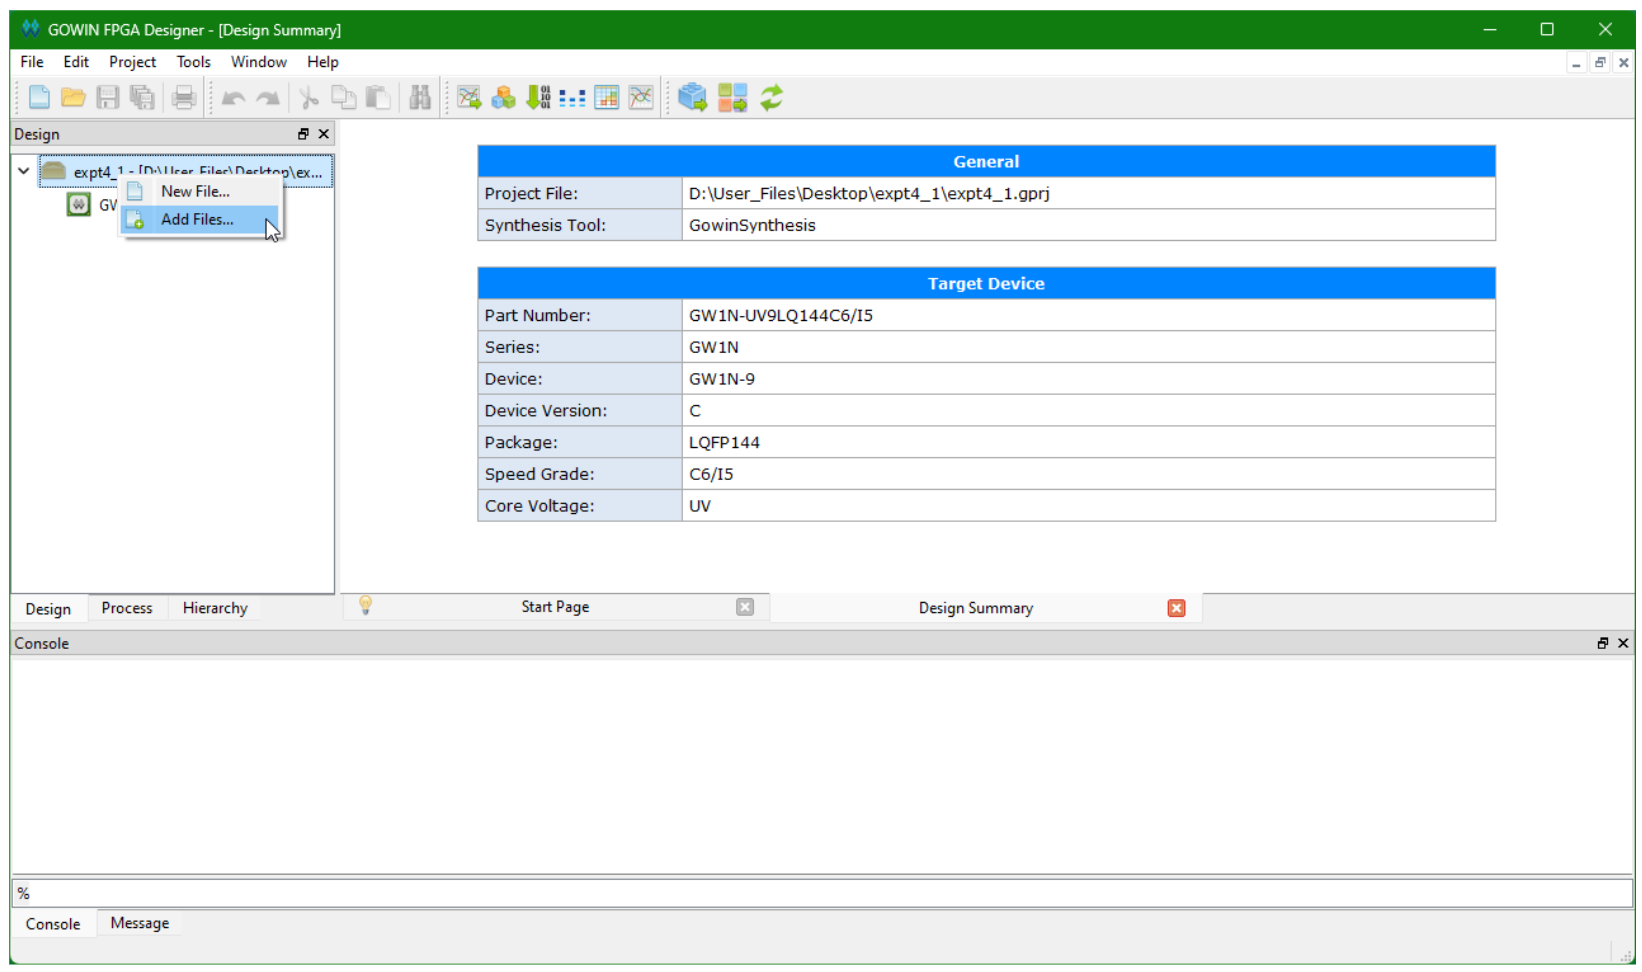 GOWIN FPGA Designer - [Design Summary]
File Edit Project Tools Window Help
Design
expt4_1 - [D:\User_Files\Desktop\ex...
New File...
Add Files...
General
Project File: D:\User_Files\Desktop\expt4_1\expt4_1.gprj
Synthesis Tool: GowinSynthesis
Target Device
Part Number: GW1N-UV9LQ144C6/I5
Series: GW1N
Device: GW1N-9
Device Version: C
Package: LQFP144
Speed Grade: C6/I5
Core Voltage: UV
Design Process Hierarchy
Start Page
Design Summary
Console
%
Console Message